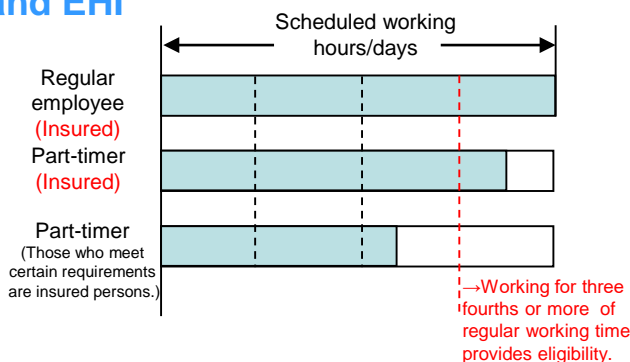 and EHI
Scheduled working
hours/days
Regular
employee
(Insured)
Part-timer
(Insured)
Part-timer
(Those who meet
certain requirements
are insured persons.)
→Working for three
fourths or more of
regular working time
provides eligibility.